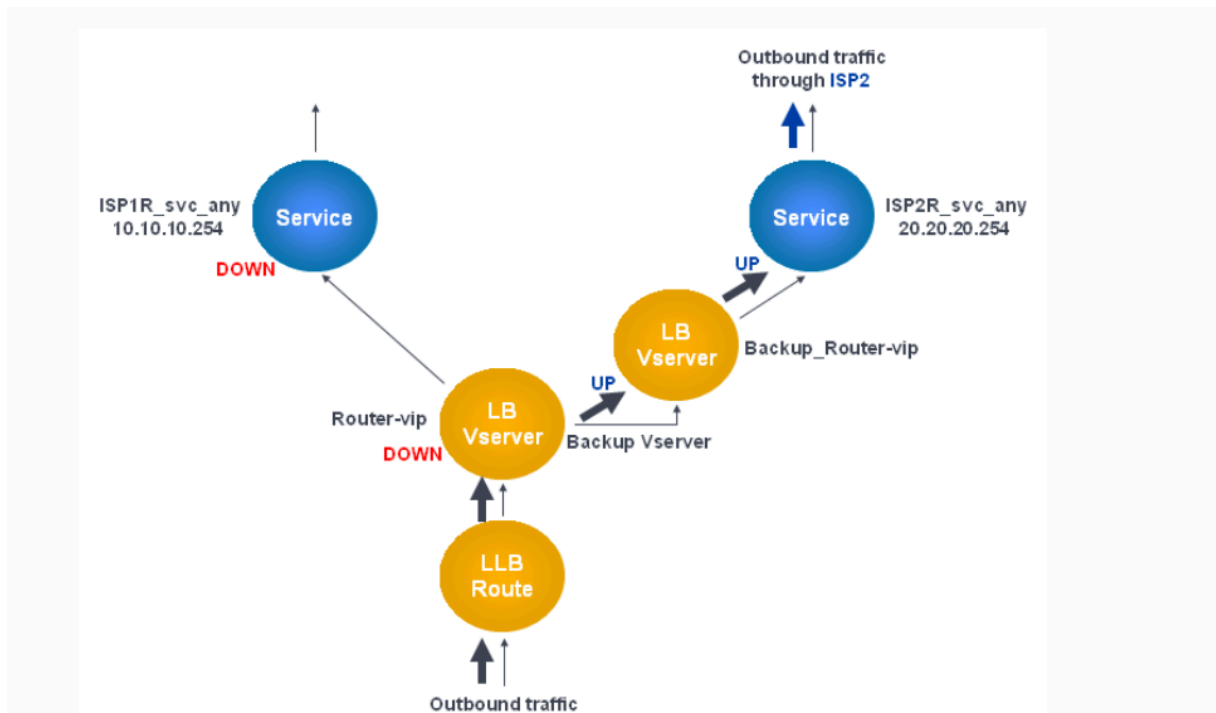 Outbound traffic
through ISP2
ISP1R_svc_any
10.10.10.254
Service
DOWN
Service
ISP2R_svc_any
20.20.20.254
UP
LB
Vserver
Backup_Router-vip
UP
Router-vip
LB
Vserver
DOWN
Backup Vserver
LLB
Route
Outbound traffic